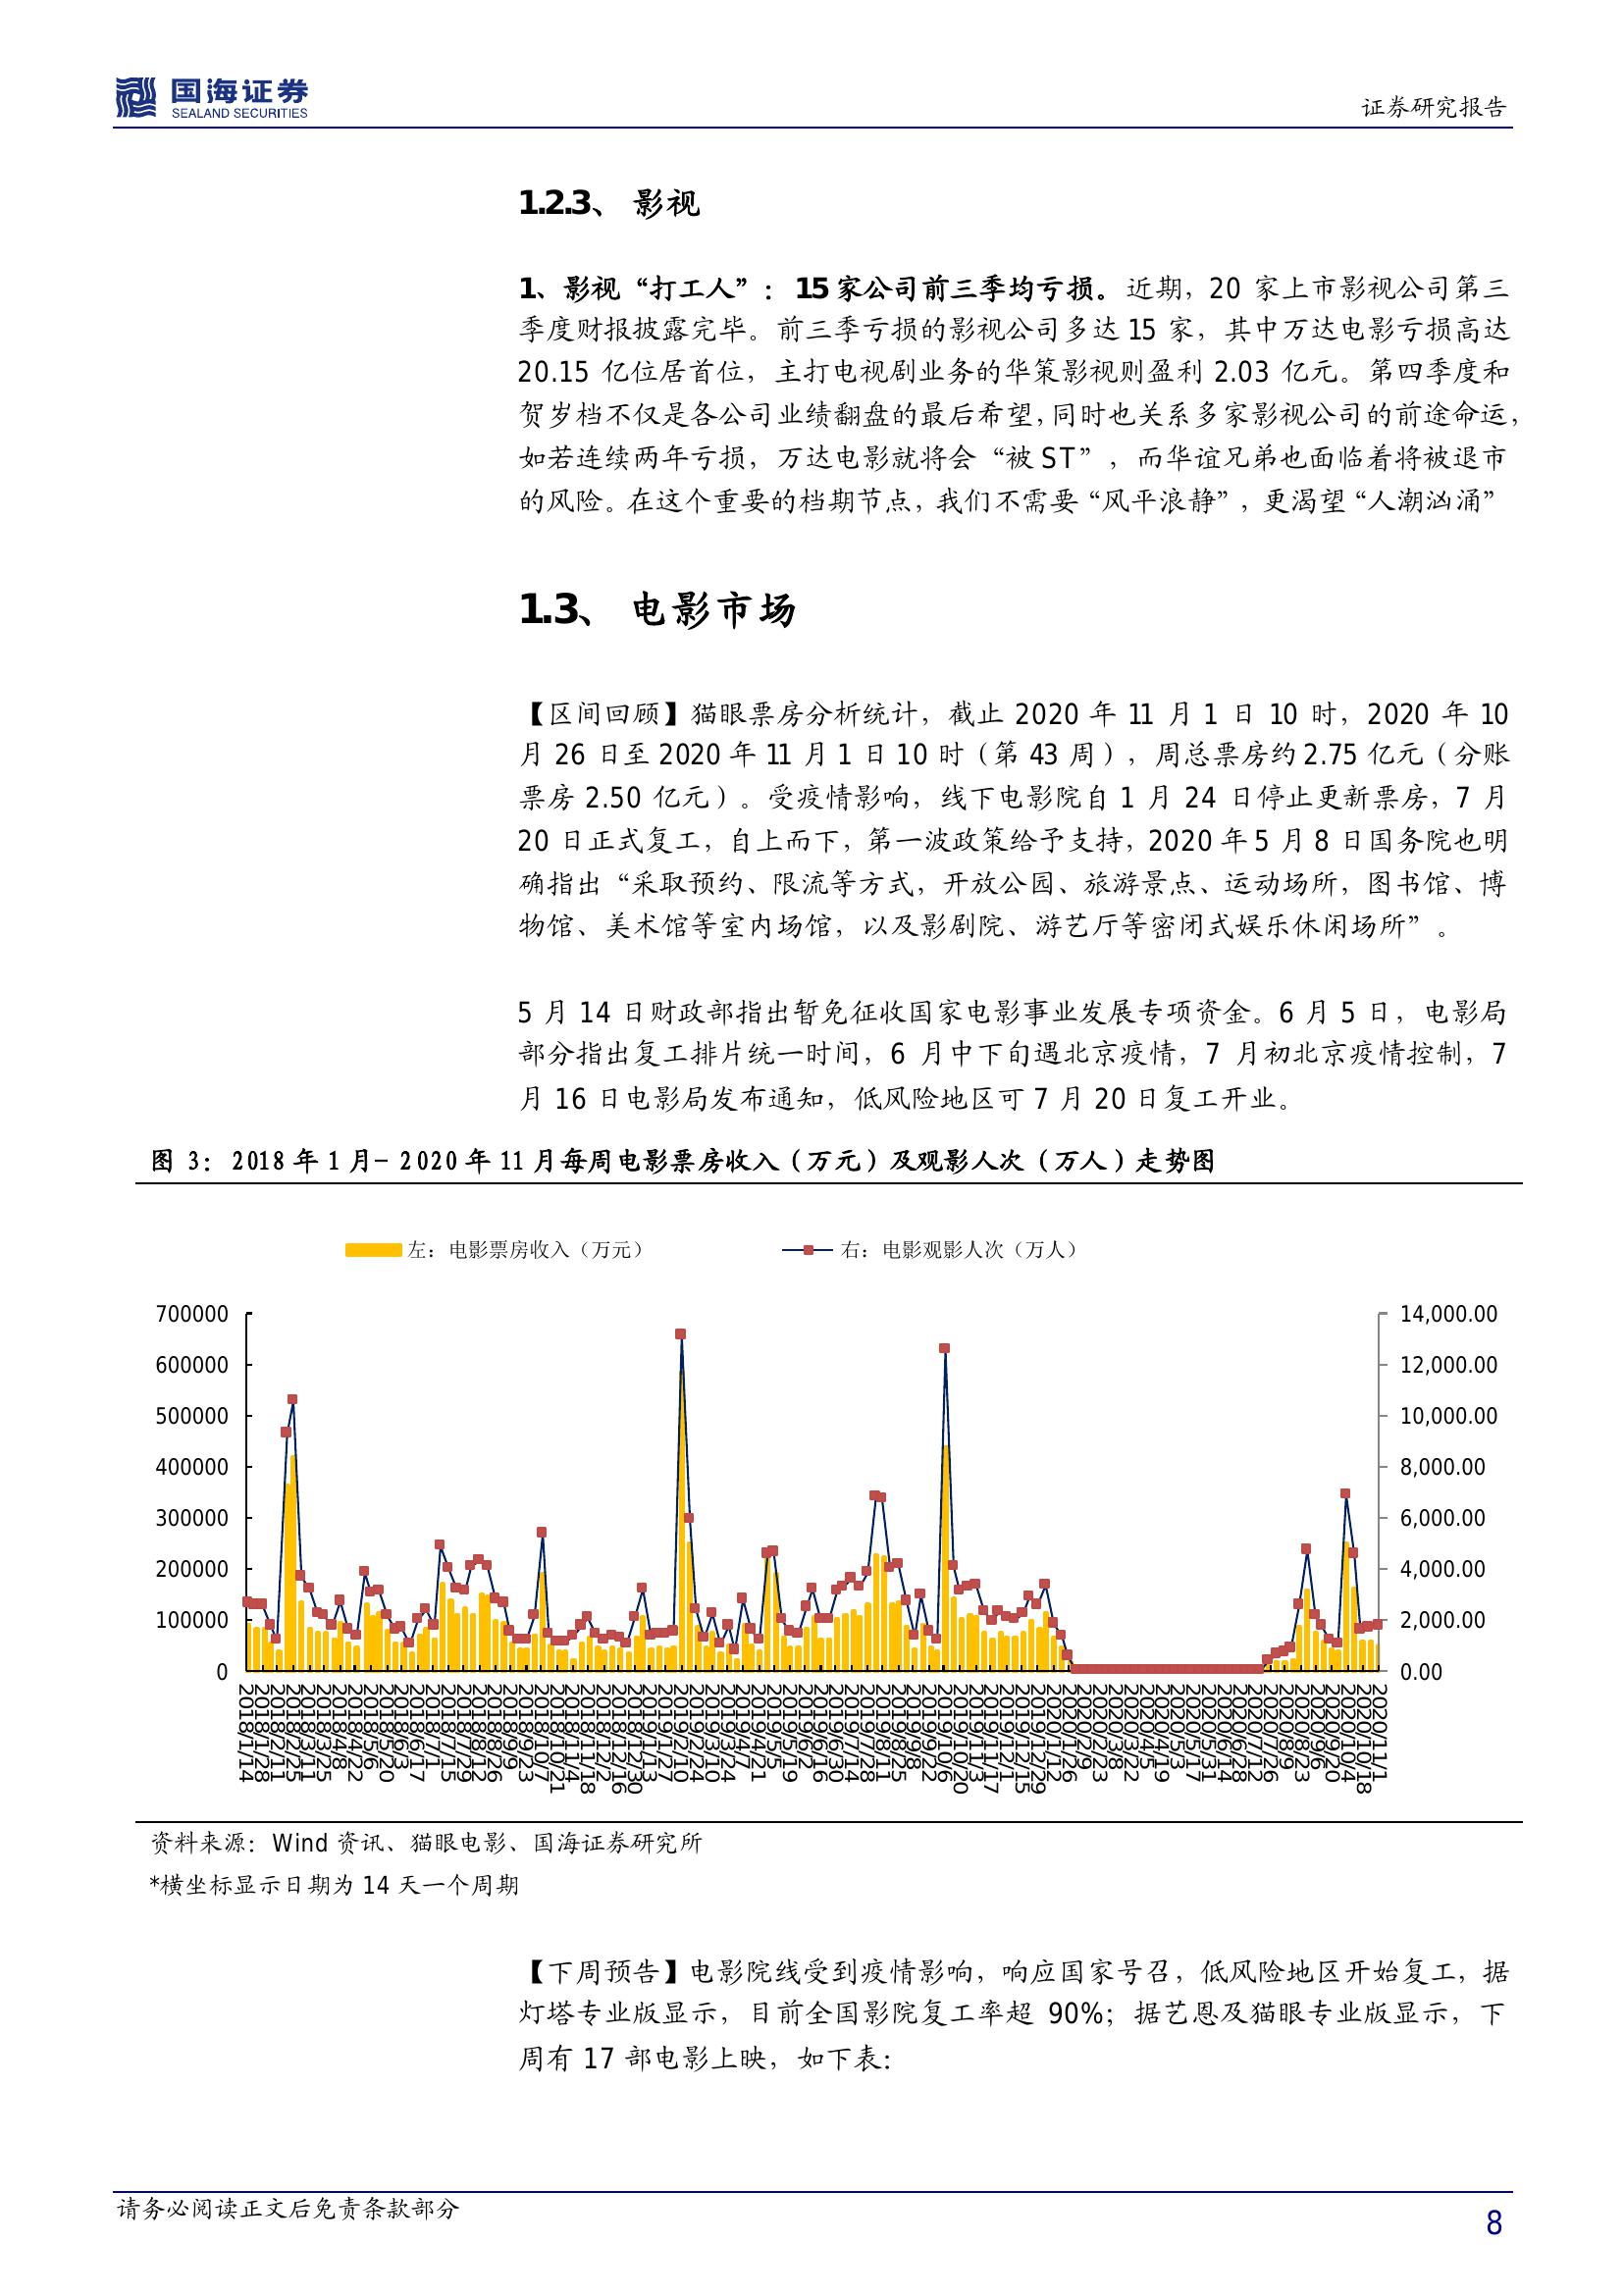 国海证券
SEALAND SECURITIES
证券研究报告
1.2.3、 影视
1、影视“打工人”：15 家公司前三季均亏损。近期，20 家上市影视公司第三
季度财报披露完毕。前三季亏损的影视公司多达 15 家，其中万达电影亏损高达
20.15 亿位居首位，主打电视剧业务的华策影视则盈利 2.03 亿元。第四季度和
贺岁档不仅是各公司业绩翻盘的最后希望，同时也关系多家影视公司的前途命运，
如若连续两年亏损，万达电影就将会“被 ST”，而华谊兄弟也面临着将被退市
的风险。在这个重要的档期节点，我们不需要“风平浪静”，更渴望“人潮汹涌”
1.3、 电影市场
【区间回顾】猫眼票房分析统计，截止 2020 年 11 月 1 日 10 时，2020 年 10
月 26 日至 2020 年 11 月 1 日 10 时（第 43 周），周总票房约 2.75 亿元（分账
票房 2.50 亿元）。受疫情影响，线下电影院自 1 月 24 日停止更新票房，7 月
20 日正式复工，自上而下，第一波政策给予支持，2020 年 5 月 8 日国务院也明
确指出“采取预约、限流等方式，开放公园、旅游景点、运动场所，图书馆、博
物馆、美术馆等室内场馆，以及影剧院、游艺厅等密闭式娱乐休闲场所”。
5 月 14 日财政部指出暂免征收国家电影事业发展专项资金。6 月 5 日，电影局
部分指出复工排片统一时间，6 月中下旬遇北京疫情，7 月初北京疫情控制，7
月 16 日电影局发布通知，低风险地区可 7 月 20 日复工开业。
图 3：2018 年 1 月-2020 年 11 月每周电影票房收入（万元）及观影人次（万人）走势图
左：电影票房收入（万元） 右：电影观影人次（万人）
700000 14,000.00
600000 12,000.00
500000 10,000.00
400000 8,000.00
300000 6,000.00
200000 4,000.00
100000 2,000.00
0 0.00
2018/1/14
2018/1/28
2018/2/11
2018/2/25
2018/3/11
2018/3/25
2018/4/8
2018/4/22
2018/5/6
2018/5/20
2018/6/3
2018/6/17
2018/7/1
2018/7/15
2018/7/26
2018/8/12
2018/8/26
2018/9/9
2018/9/23
2018/10/7
2018/10/21
2018/11/4
2018/11/18
2018/12/2
2018/12/16
2018/12/30
2019/1/13
2019/1/27
2019/2/10
2019/2/24
2019/3/10
2019/3/24
2019/4/7
2019/4/21
2019/5/5
2019/5/19
2019/6/2
2019/6/16
2019/6/30
2019/7/14
2019/7/28
2019/8/11
2019/8/25
2019/9/8
2019/9/22
2019/10/6
2019/10/20
2019/11/3
2019/11/17
2019/12/1
2019/12/15
2019/12/29
2020/1/12
2020/1/26
2020/2/9
2020/2/23
2020/3/8
2020/3/22
2020/4/5
2020/4/19
2020/5/3
2020/5/17
2020/5/31
2020/6/14
2020/6/28
2020/7/12
2020/7/26
2020/8/9
2020/8/23
2020/9/6
2020/9/20
2020/10/4
2020/10/18
2020/11/1
资料来源：Wind 资讯、猫眼电影、国海证券研究所
*横坐标显示日期为 14 天一个周期
【下周预告】电影院线受到疫情影响，响应国家号召，低风险地区开始复工，据
灯塔专业版显示，目前全国影院复工率超 90%；据艺恩及猫眼专业版显示，下
周有 17 部电影上映，如下表：
请务必阅读正文后免责条款部分
8